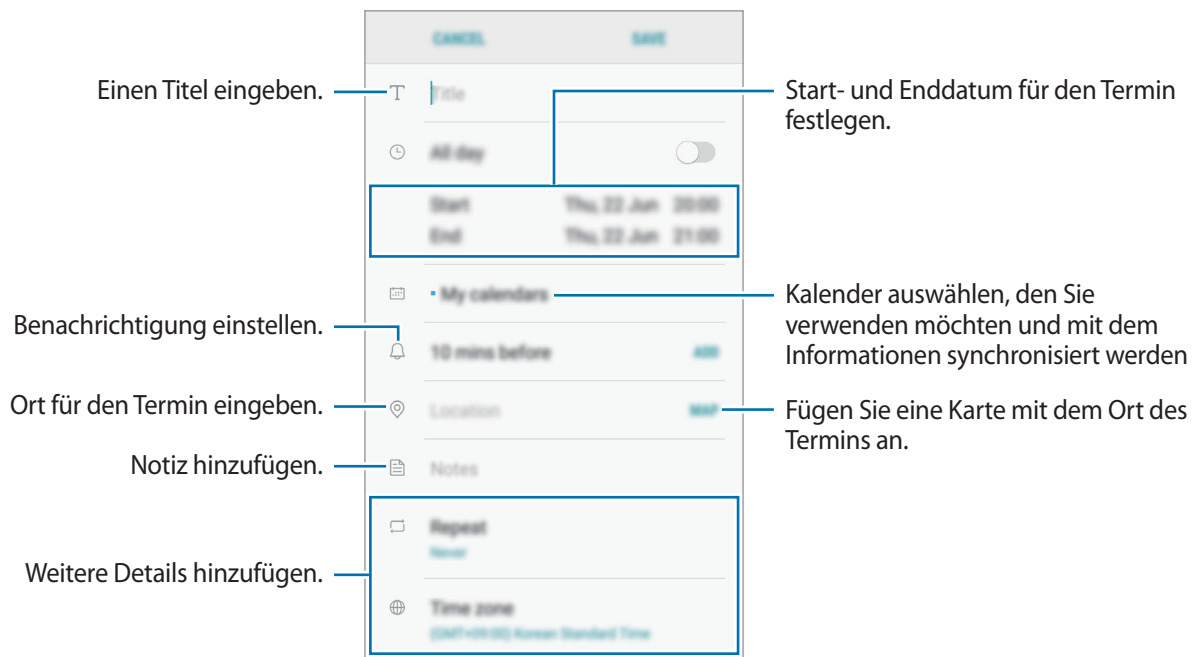 CANCEL SAVE
Einen Titel eingeben.
Title
Start- und Enddatum für den Termin
festlegen.
All day
Start Thu, 22 Jun 20:00
End Thu, 22 Jun 21:00
My calendars
Kalender auswählen, den Sie
verwenden möchten und mit dem
Informationen synchronisiert werden
Benachrichtigung einstellen.
10 mins before ADD
Ort für den Termin eingeben.
Location MAP
Fügen Sie eine Karte mit dem Ort des
Termins an.
Notiz hinzufügen.
Notes
Repeat
Never
Weitere Details hinzufügen.
Time zone
(GMT+09:00) Korean Standard Time